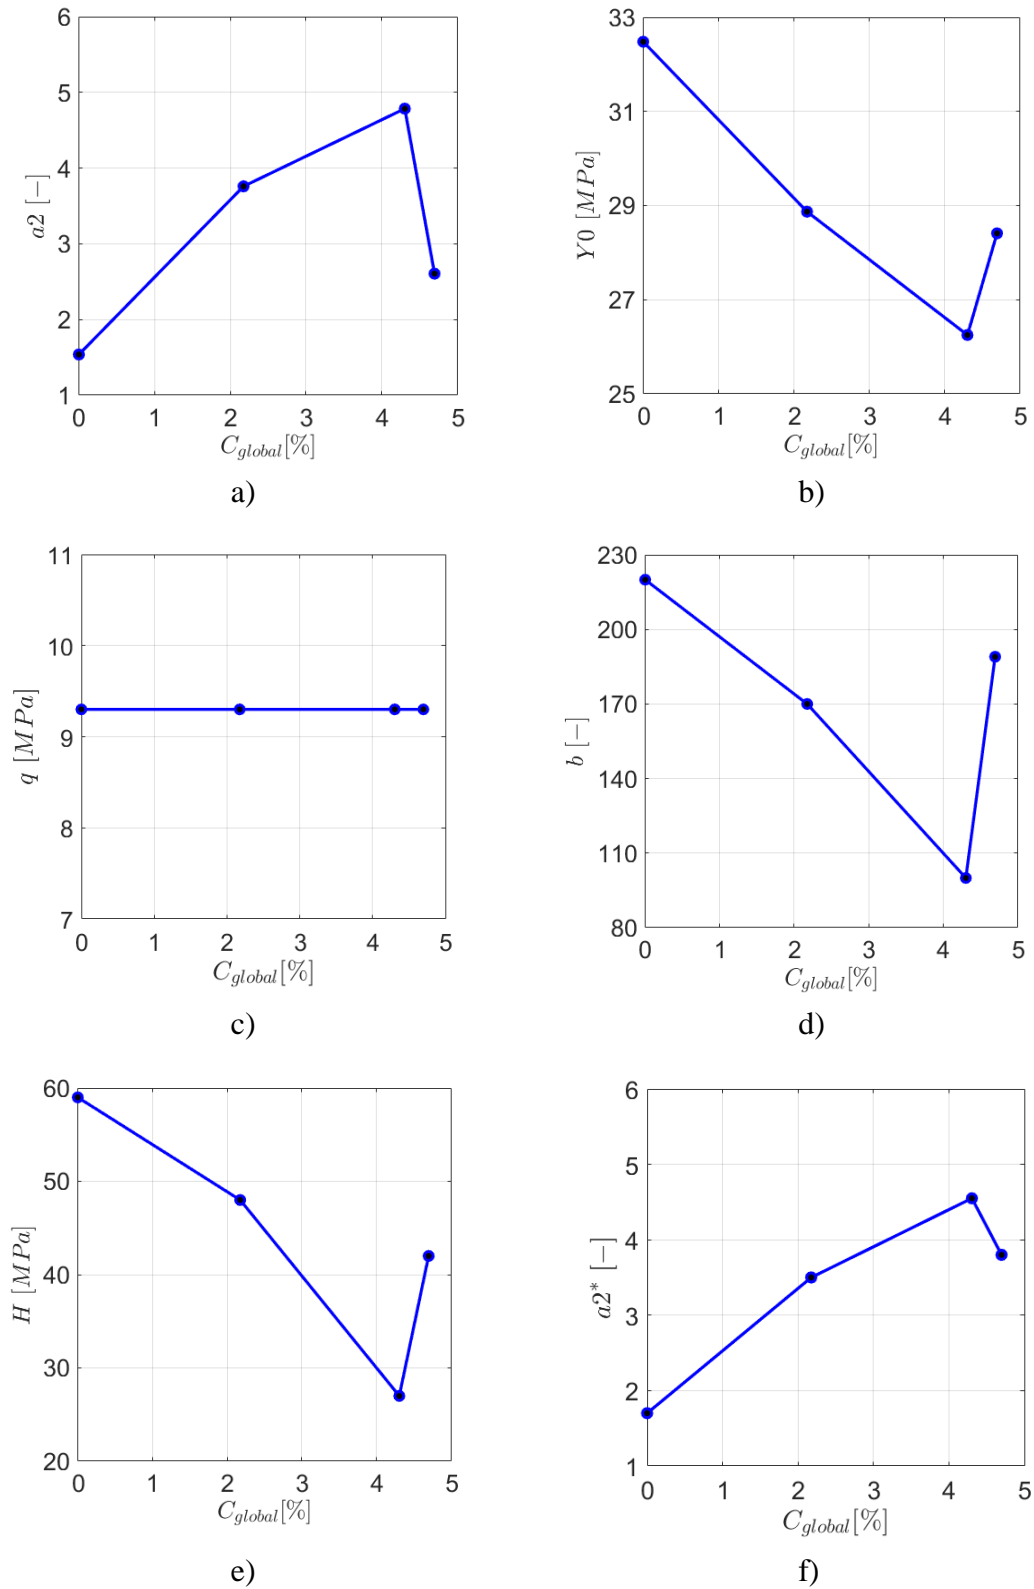 6
5
4
3
2
1
a2 [−]
0 1 2 3 4 5
C_global[%]
a)
33
31
29
27
25
Y0 [MPa]
0 1 2 3 4 5
C_global[%]
b)
11
10
9
8
7
q [MPa]
0 1 2 3 4 5
C_global[%]
c)
230
200
170
140
110
80
b [−]
0 1 2 3 4 5
C_global[%]
d)
60
50
40
30
20
H [MPa]
0 1 2 3 4 5
C_global[%]
e)
6
5
4
3
2
1
a2* [−]
0 1 2 3 4 5
C_global[%]
f)